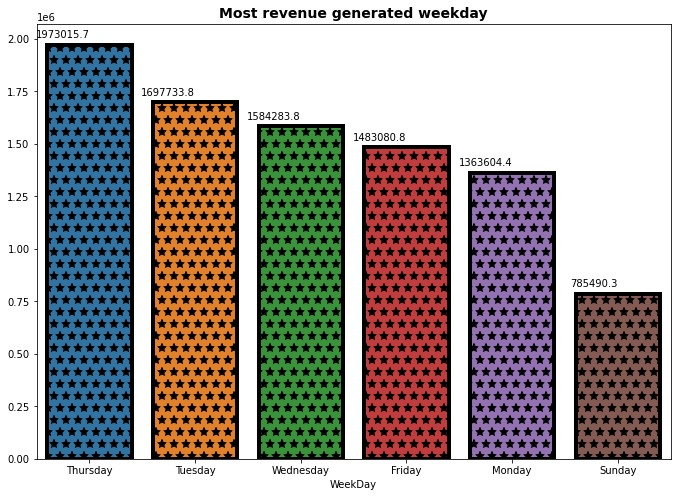 Most revenue generated weekday
1e6
2.00
1.75
1.50
1.25
1.00
0.75
0.50
0.25
0.00
1973015.7
1697733.8
1584283.8
1483080.8
1363604.4
785490.3
Thursday
Tuesday
Wednesday
Friday
Monday
Sunday
WeekDay